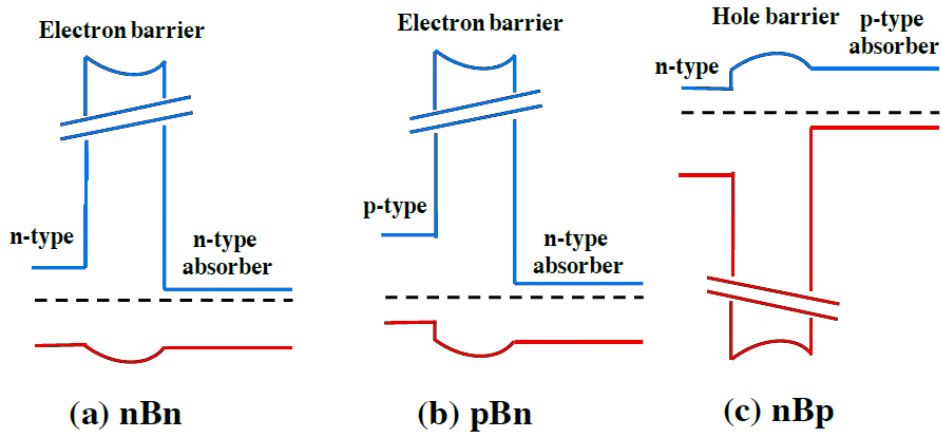 Electron barrier
n-type
n-type
absorber
(a) nBn
Electron barrier
p-type
n-type
absorber
(b) pBn
Hole barrier
p-type
absorber
n-type
(c) nBp